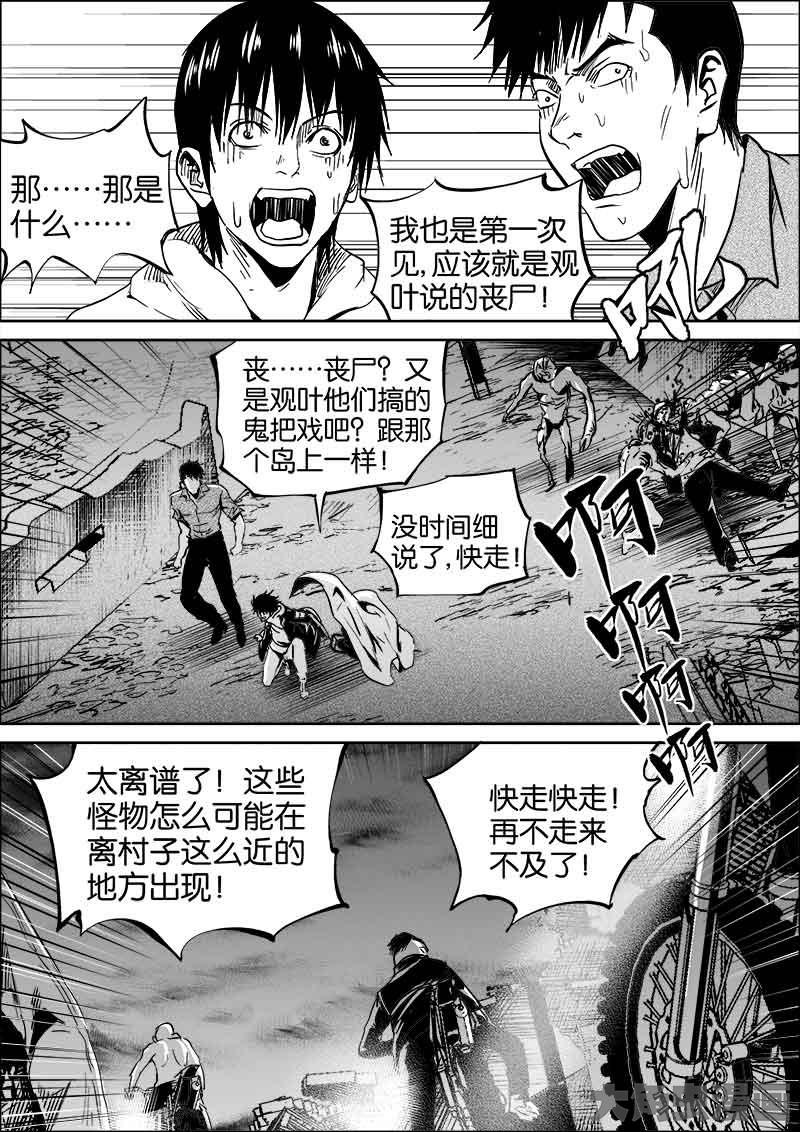 那……那是
什么……
我也是第一次
见,应该就是观
叶说的丧尸!
吼
丧……丧尸?又
是观叶他们搞的
鬼把戏吧?跟那
个岛上一样!
没时间细
说了,快走!
啊
啊
啊
啊
太离谱了!这些
怪物怎么可能在
离村子这么近的
地方出现!
快走快走!
再不走来
不及了!